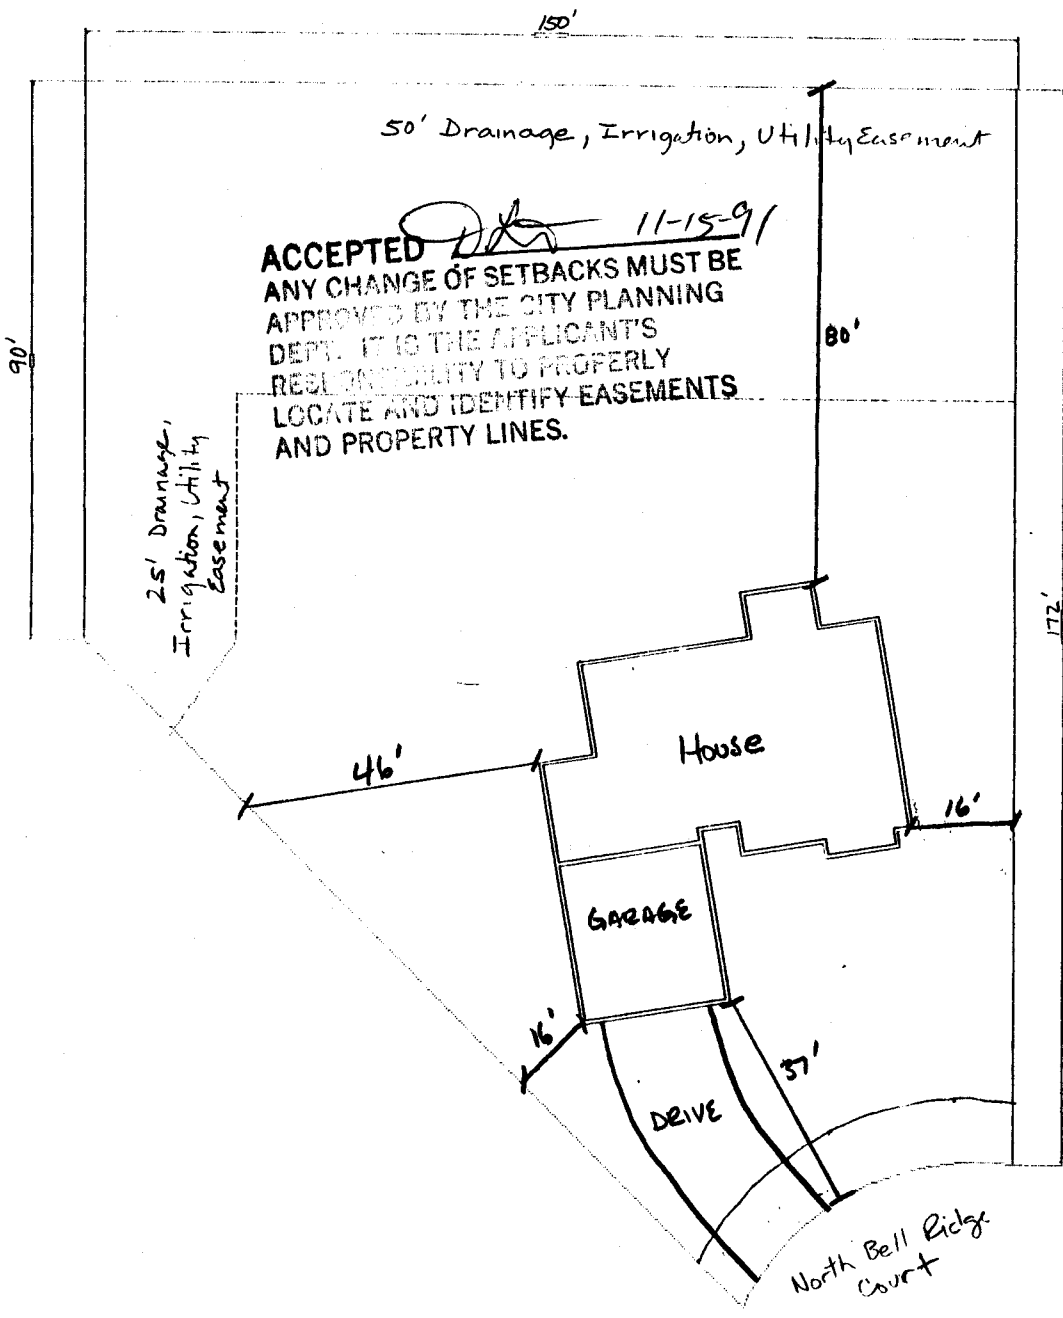 150'
50' Drainage, Irrigation, Utility Easement
11-15-91
ACCEPTED
ANY CHANGE OF SETBACKS MUST BE
APPROVED BY THE CITY PLANNING
DEPT. IT IS THE APPLICANT'S
RESPONSIBILITY TO PROPERLY
LOCATE AND IDENTIFY EASEMENTS
AND PROPERTY LINES.
80'
90'
25' Drainage,
Irrigation, Utility
Easement
172'
House
46'
16'
GARAGE
16'
37'
DRIVE
North Bell Ridge
Court